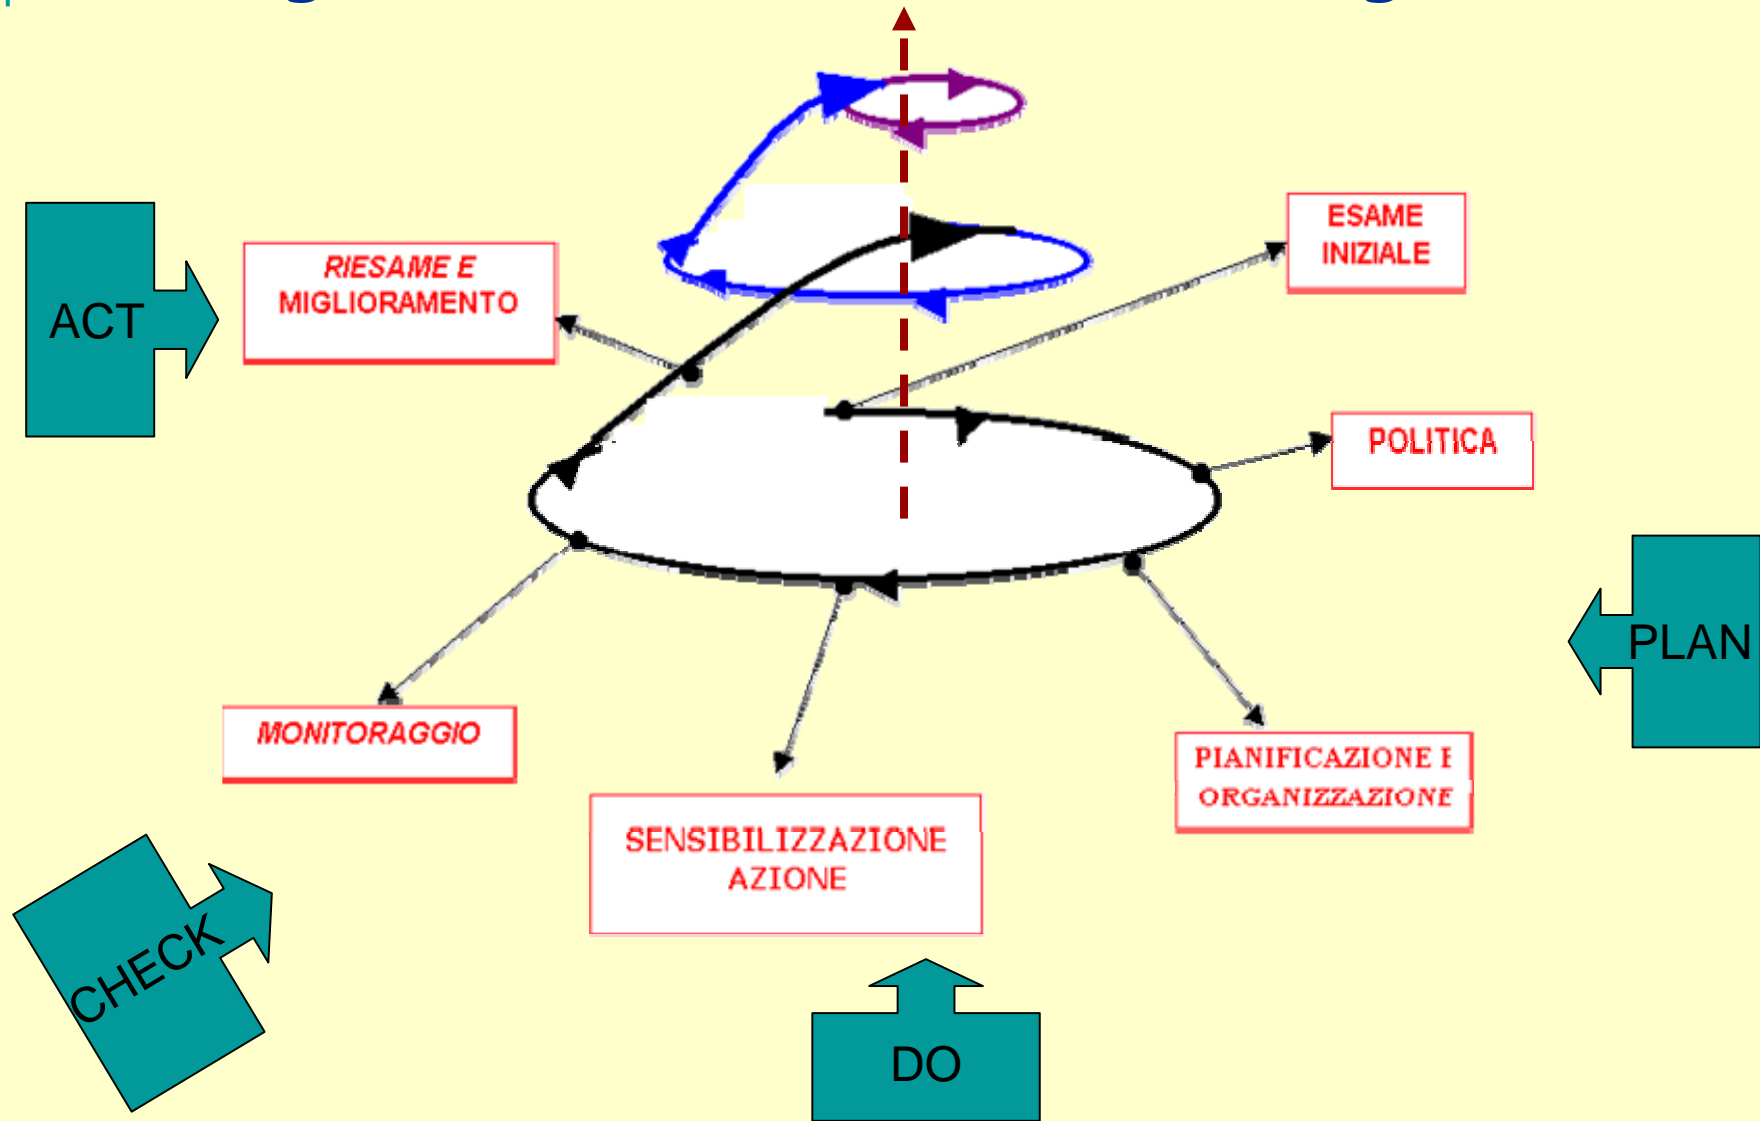 ESAME
INIZIALE
ACT
RIESAME E
MIGLIORAMENTO
POLITICA
PLAN
MONITORAGGIO
PIANIFICAZIONE E
ORGANIZZAZIONE
SENSIBILIZZAZIONE
AZIONE
CHECK
DO